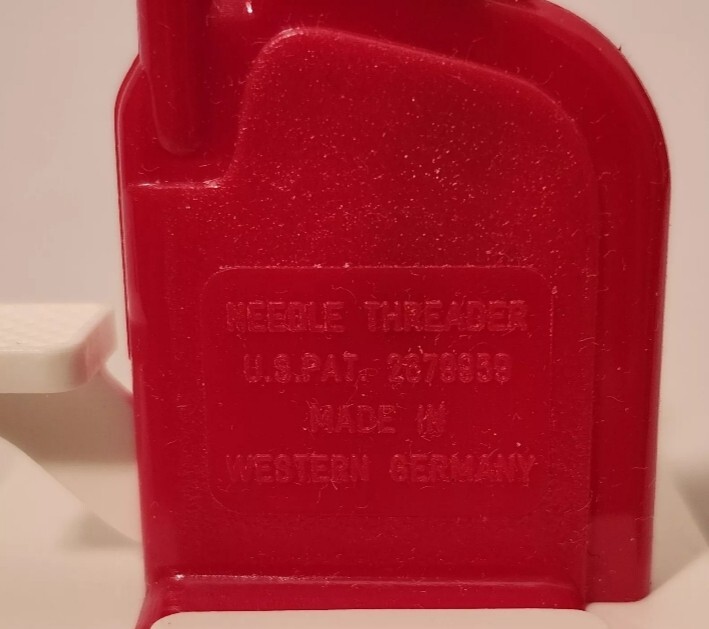 NEEDLE THREADER
U.S.PAT.
MADE IN
WESTERN GERMANY